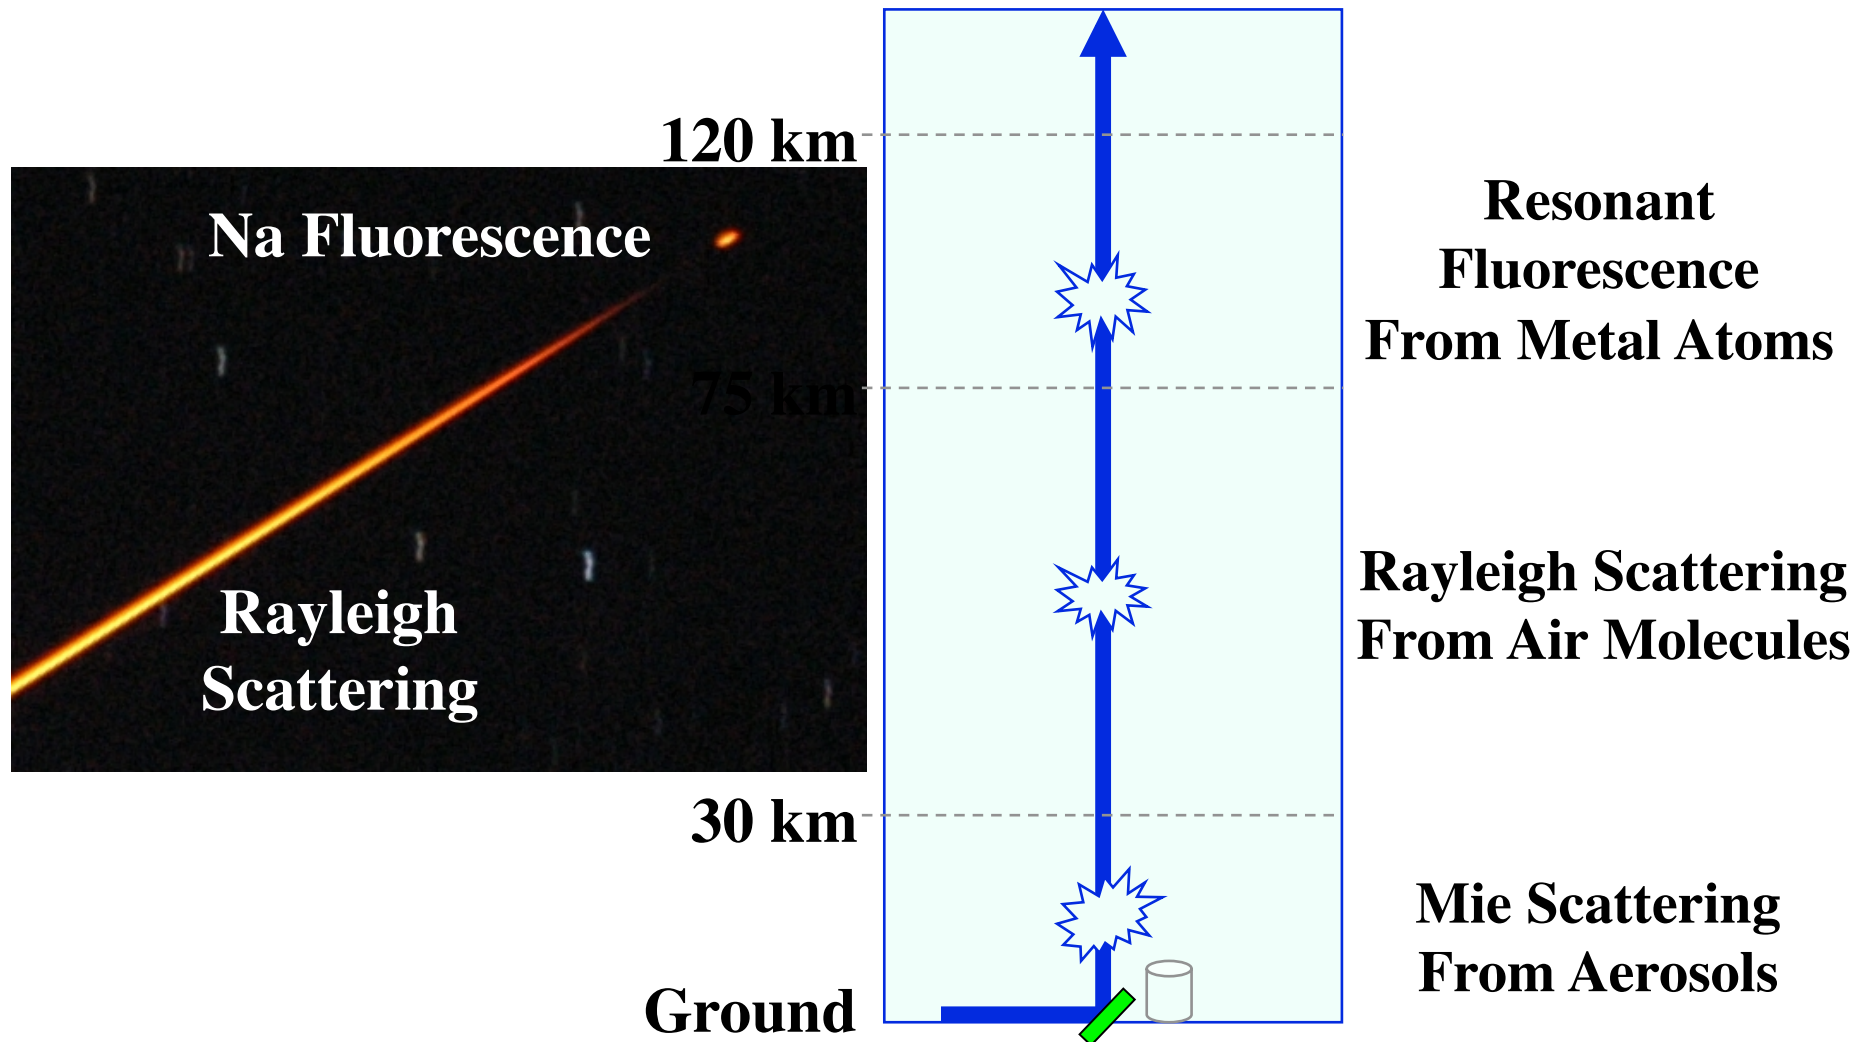 120 km
Na Fluorescence
Rayleigh
Scattering
75 km
30 km
Ground
Resonant
Fluorescence
From Metal Atoms
Rayleigh Scattering
From Air Molecules
Mie Scattering
From Aerosols